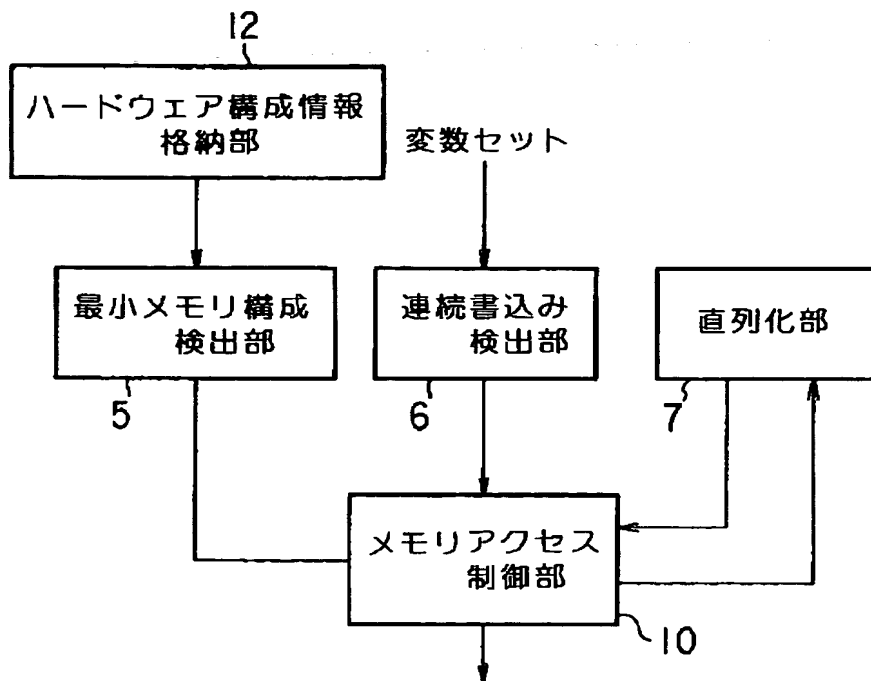 12
ハードウェア構成情報
格納部
変数セット
最小メモリ構成
検出部
5
連続書込み
検出部
6
直列化部
7
メモリアクセス
制御部
10